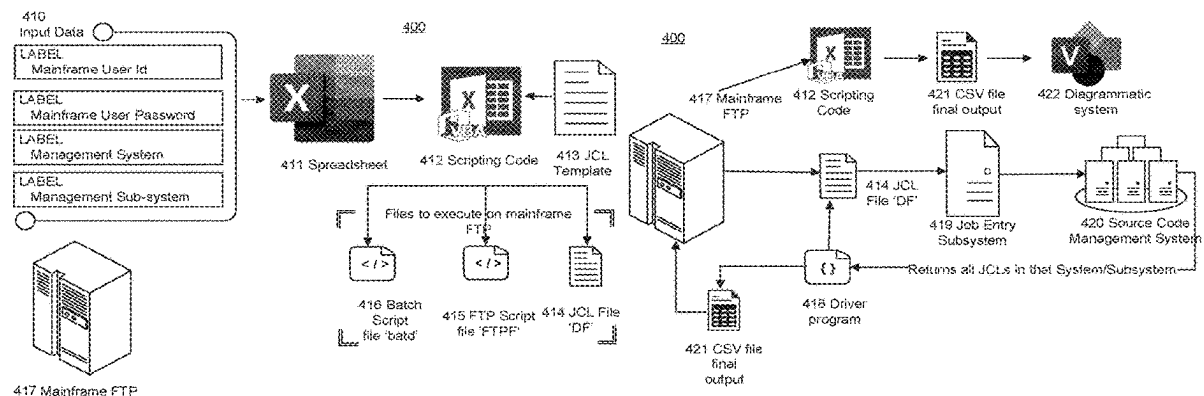 410
Input Data
LABEL
Mainframe User Id
LABEL
Mainframe User Password
LABEL
Management System
LABEL
Management Sub-system
417 Mainframe FTP
400
X
411 Spreadsheet
X
412 Scripting Code
413 JCL
Template
Files to execute on mainframe
FTP
</>
416 Batch
Script
file 'batd'
</>
415 FTP Script
file 'FTPF'
414 JCL File
'DF'
400
417 Mainframe
FTP
X
412 Scripting
Code
421 CSV file
final output
V
422 Diagrammatic
system
414 JCL
File 'DF'
419 Job Entry
Subsystem
420 Source Code
Management System
Returns all JCLs in that System/Subsystem
{}
418 Driver
program
421 CSV file
final
output